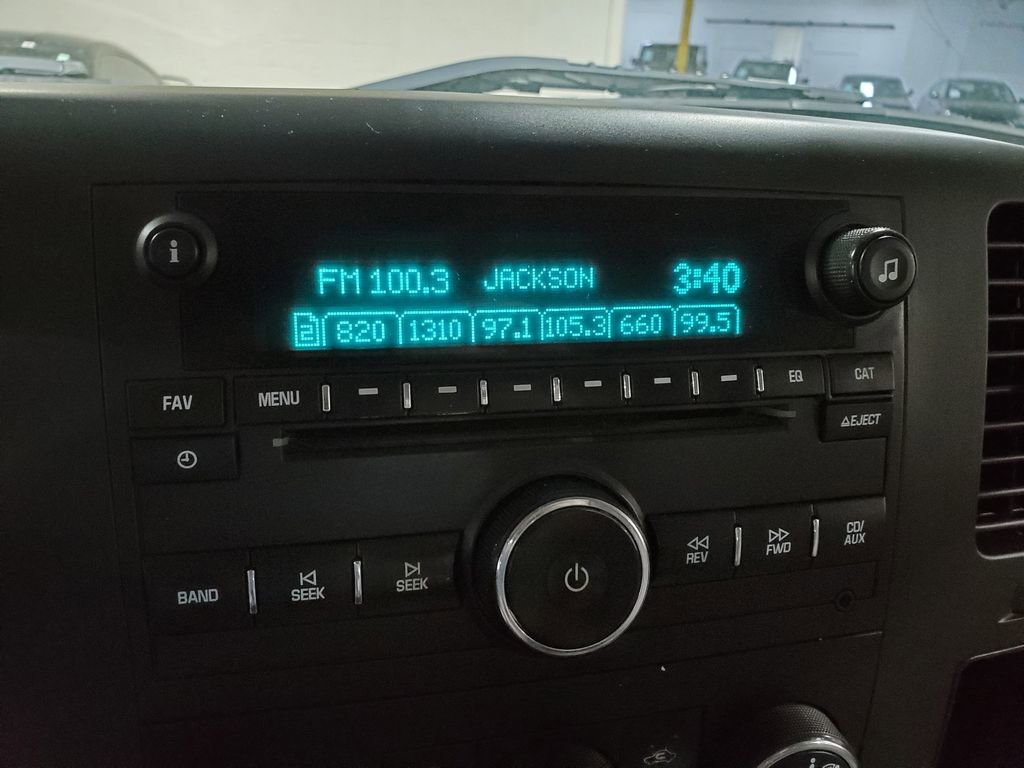 i
FM 100.3 JACKSON 3:40
2 820 1310 97.1 105.3 660 99.5
FAV MENU EQ CAT
EJECT
BAND SEEK SEEK REV FWD CD/
AUX